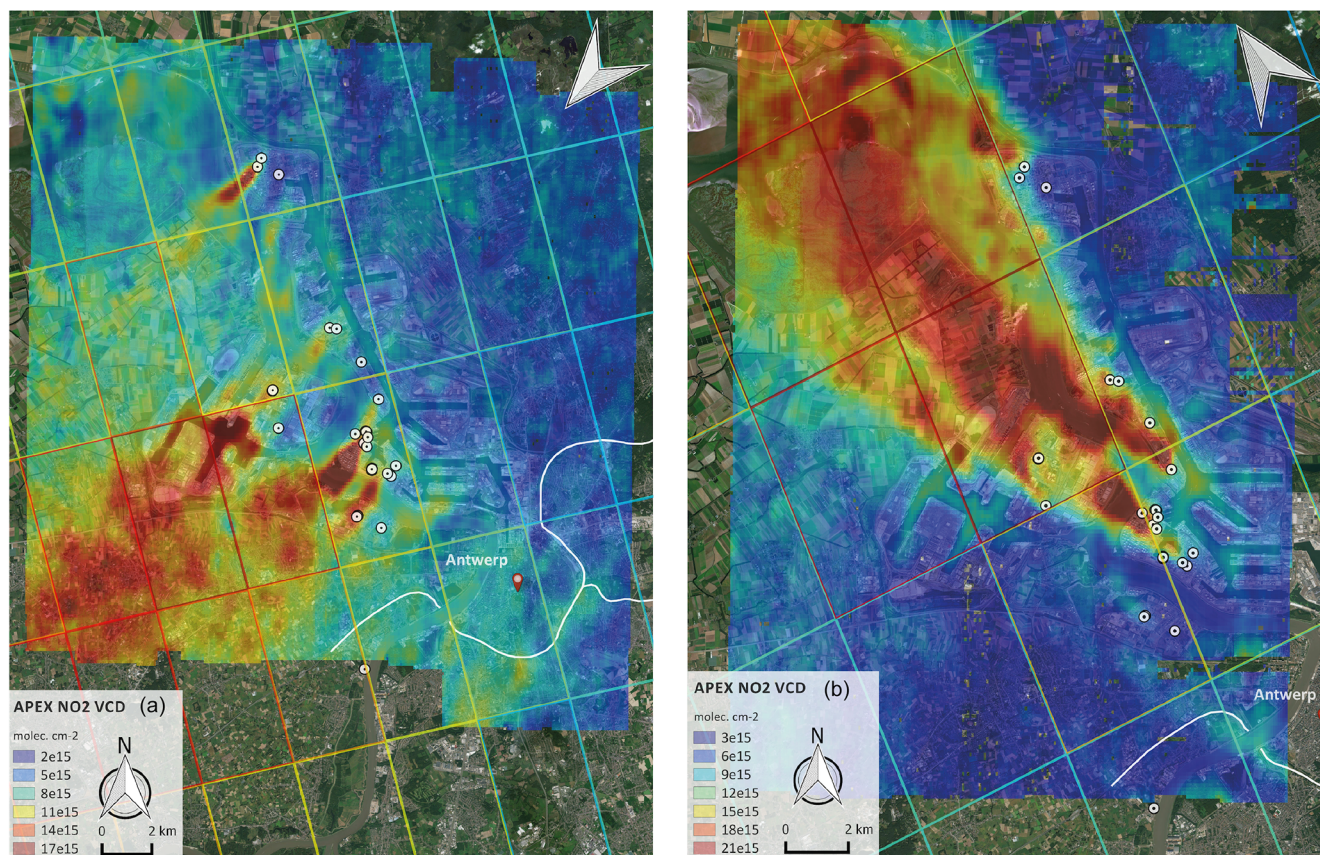 Antwerp
APEX NO2 VCD (a)
molec. cm-2
2e15
5e15
8e15
11e15
14e15
17e15
N
0 2 km
Antwerp
APEX NO2 VCD (b)
molec. cm-2
3e15
6e15
9e15
12e15
15e15
18e15
21e15
N
0 2 km